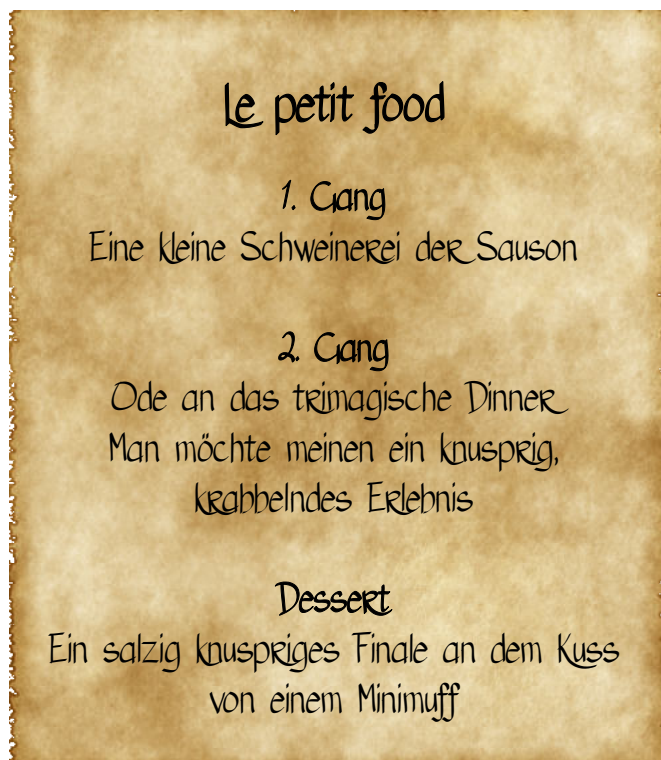 Le petit food
1. Gang
Eine kleine Schweinerei der Sauson
2. Gang
Ode an das trimagische Dinner
Man möchte meinen ein knusprig,
krabbelndes Erlebnis
Dessert
Ein salzig knuspriges Finale an dem Kuss
von einem Minimuff